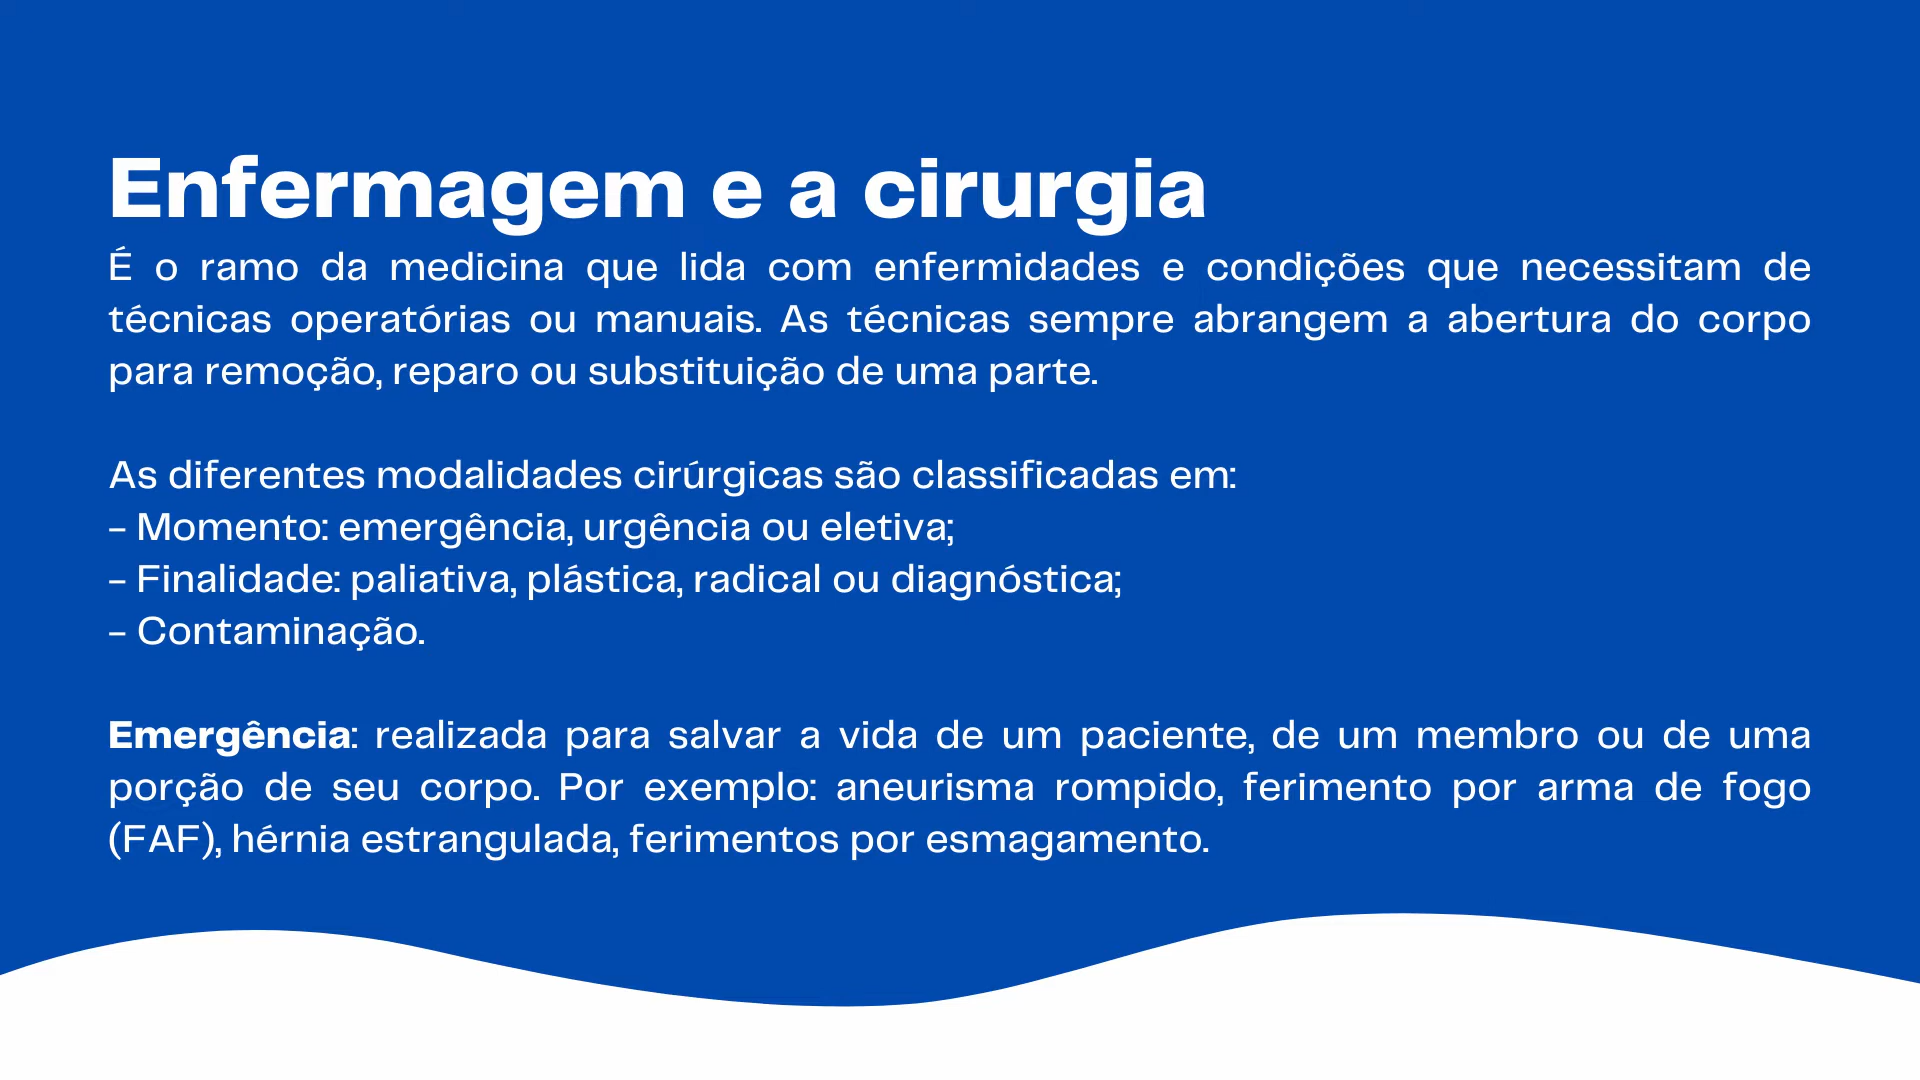 Enfermagem e a cirurgia
É o ramo da medicina que lida com enfermidades e condições que necessitam de
técnicas operatórias ou manuais. As técnicas sempre abrangem a abertura do corpo
para remoção, reparo ou substituição de uma parte.
As diferentes modalidades cirúrgicas são classificadas em:
– Momento: emergência, urgência ou eletiva;
– Finalidade: paliativa, plástica, radical ou diagnóstica;
– Contaminação.
Emergência: realizada para salvar a vida de um paciente, de um membro ou de uma
porção de seu corpo. Por exemplo: aneurisma rompido, ferimento por arma de fogo
(FAF), hérnia estrangulada, ferimentos por esmagamento.